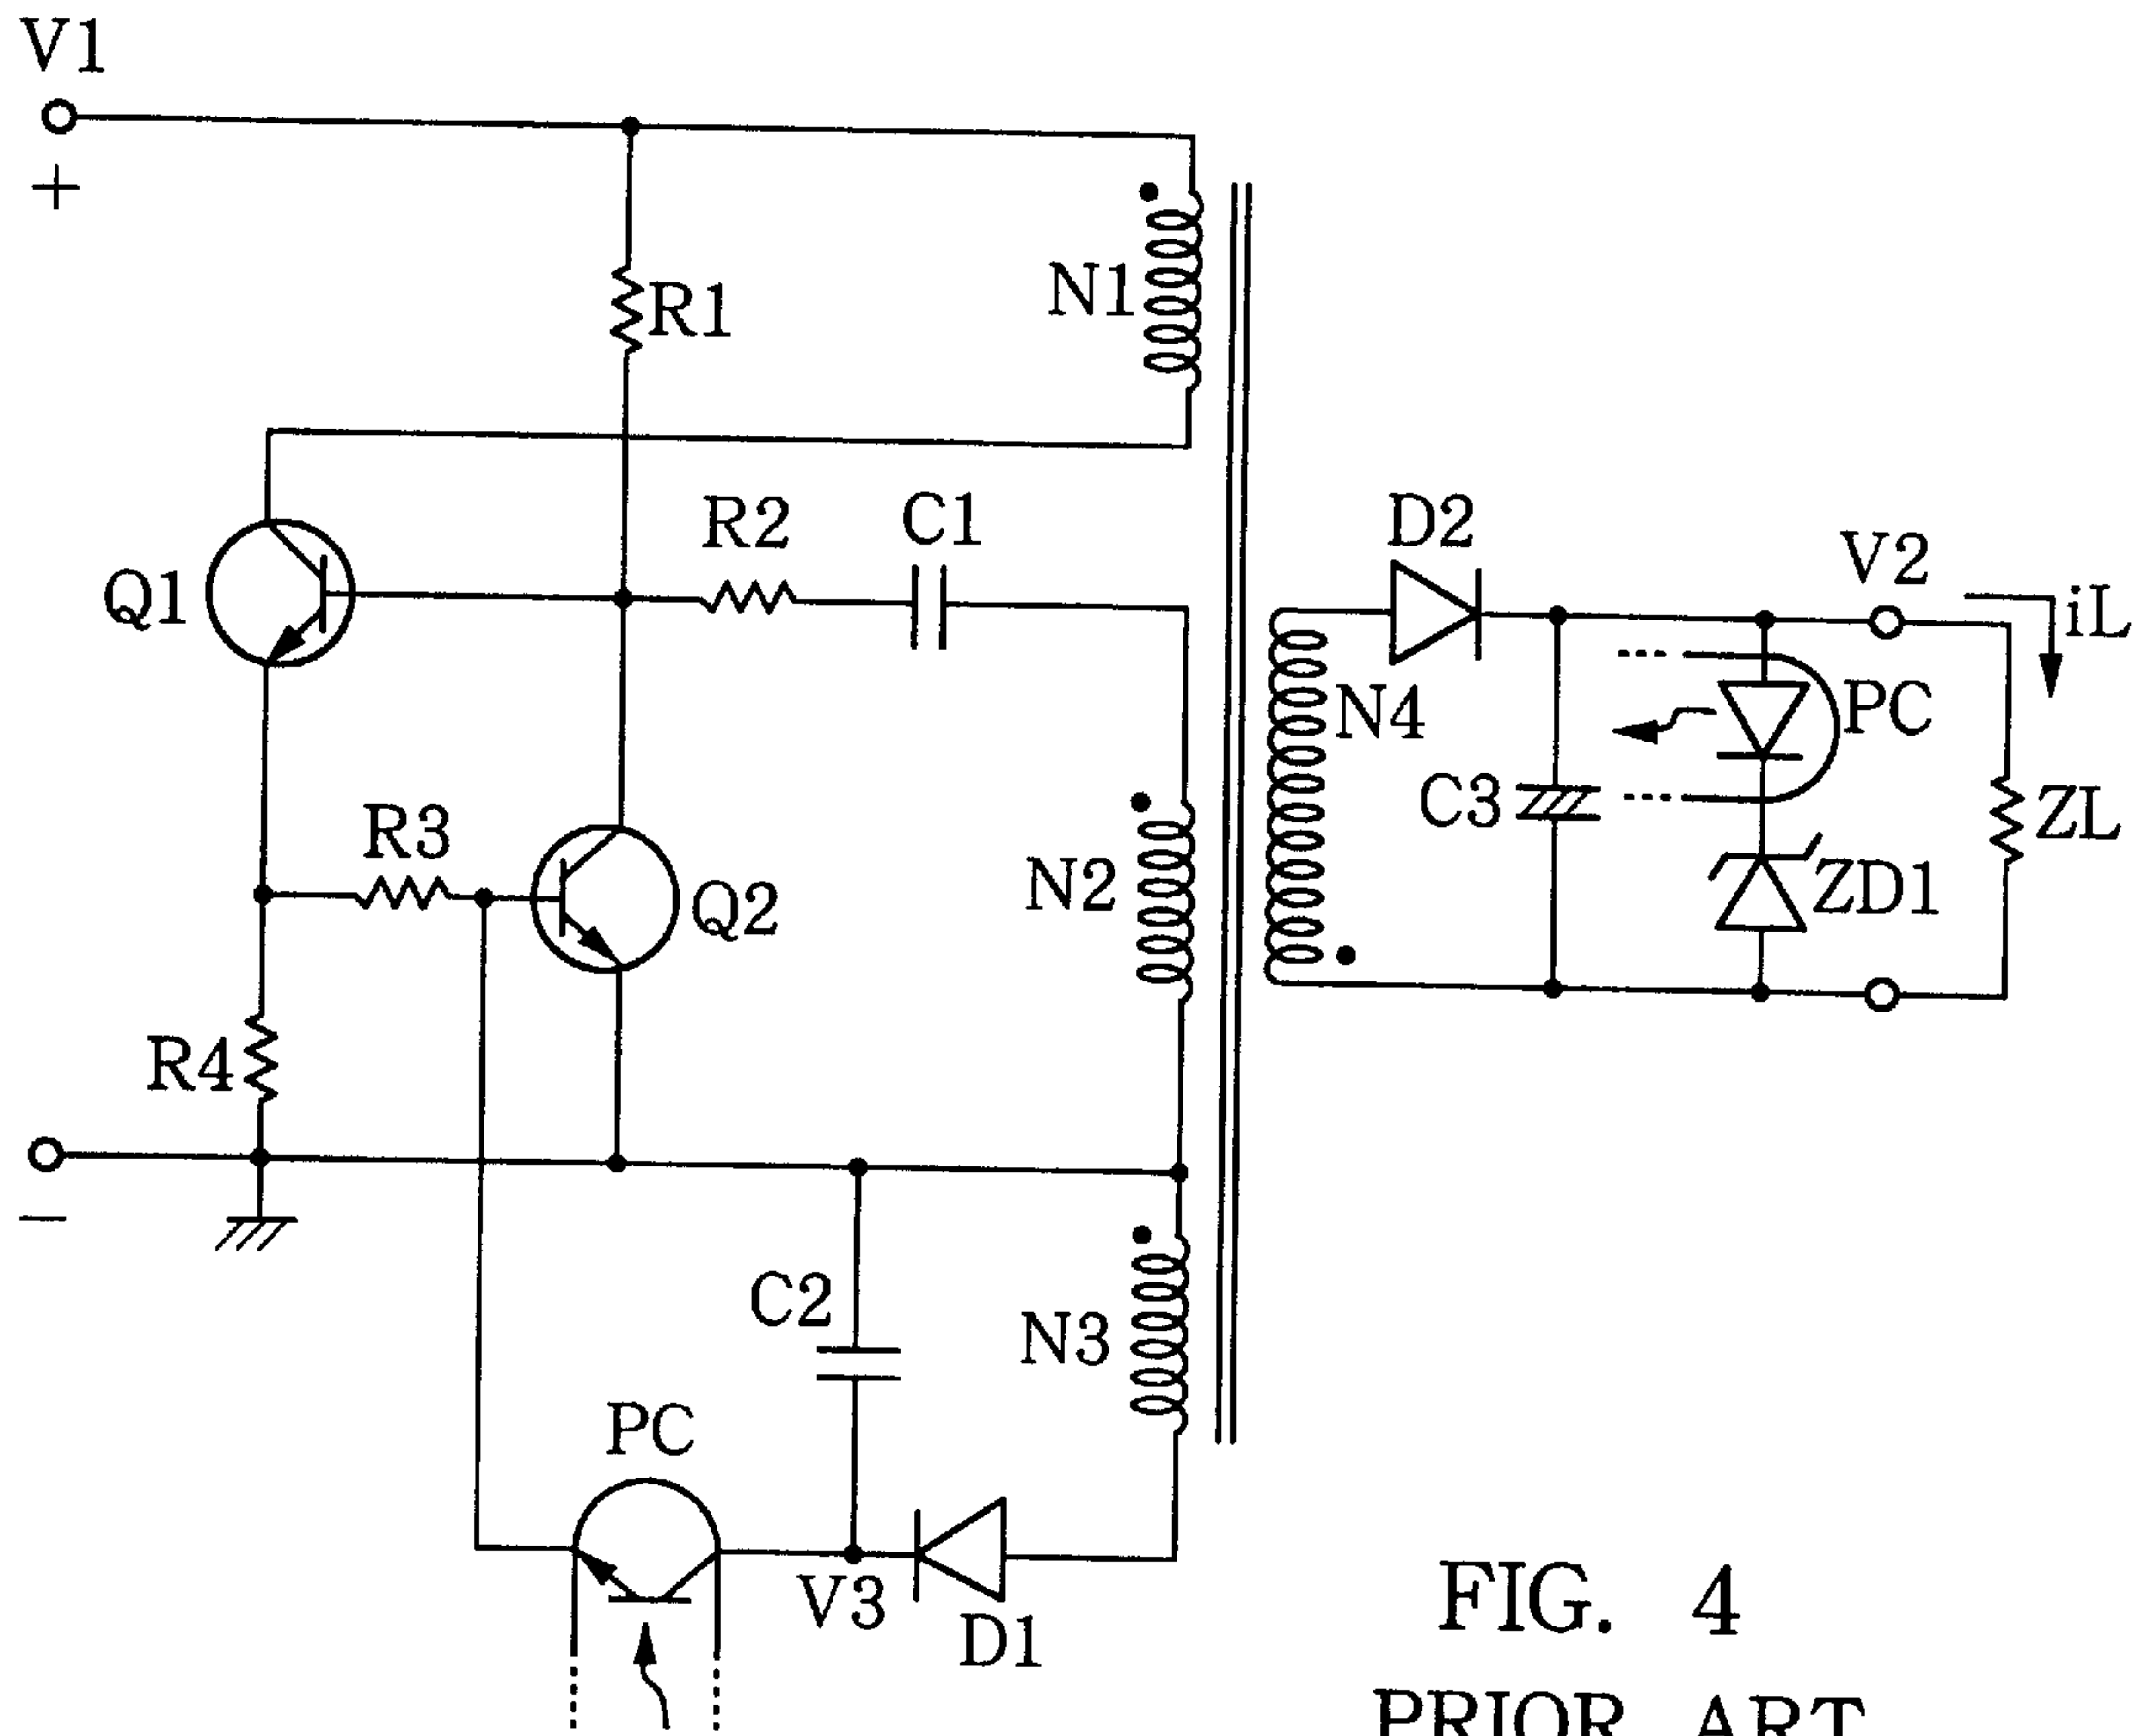 V1
+
R1
N1
R2
C1
D2
V2
iL
Q1
N4
PC
C3
ZL
R3
Q2
N2
ZD1
R4
−
C2
N3
PC
V3
D1
FIG. 4
PRIOR ART